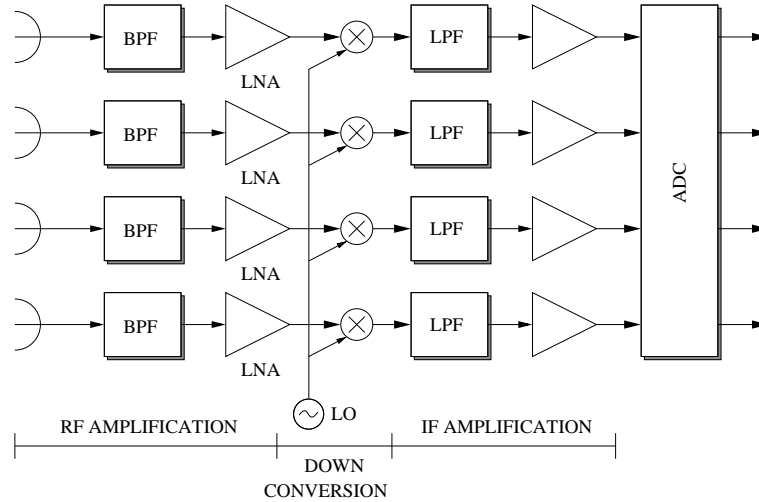 BPF
LPF
LNA
BPF
LPF
LNA
ADC
BPF
LPF
LNA
BPF
LPF
LNA
LO
RF AMPLIFICATION
IF AMPLIFICATION
DOWN
CONVERSION